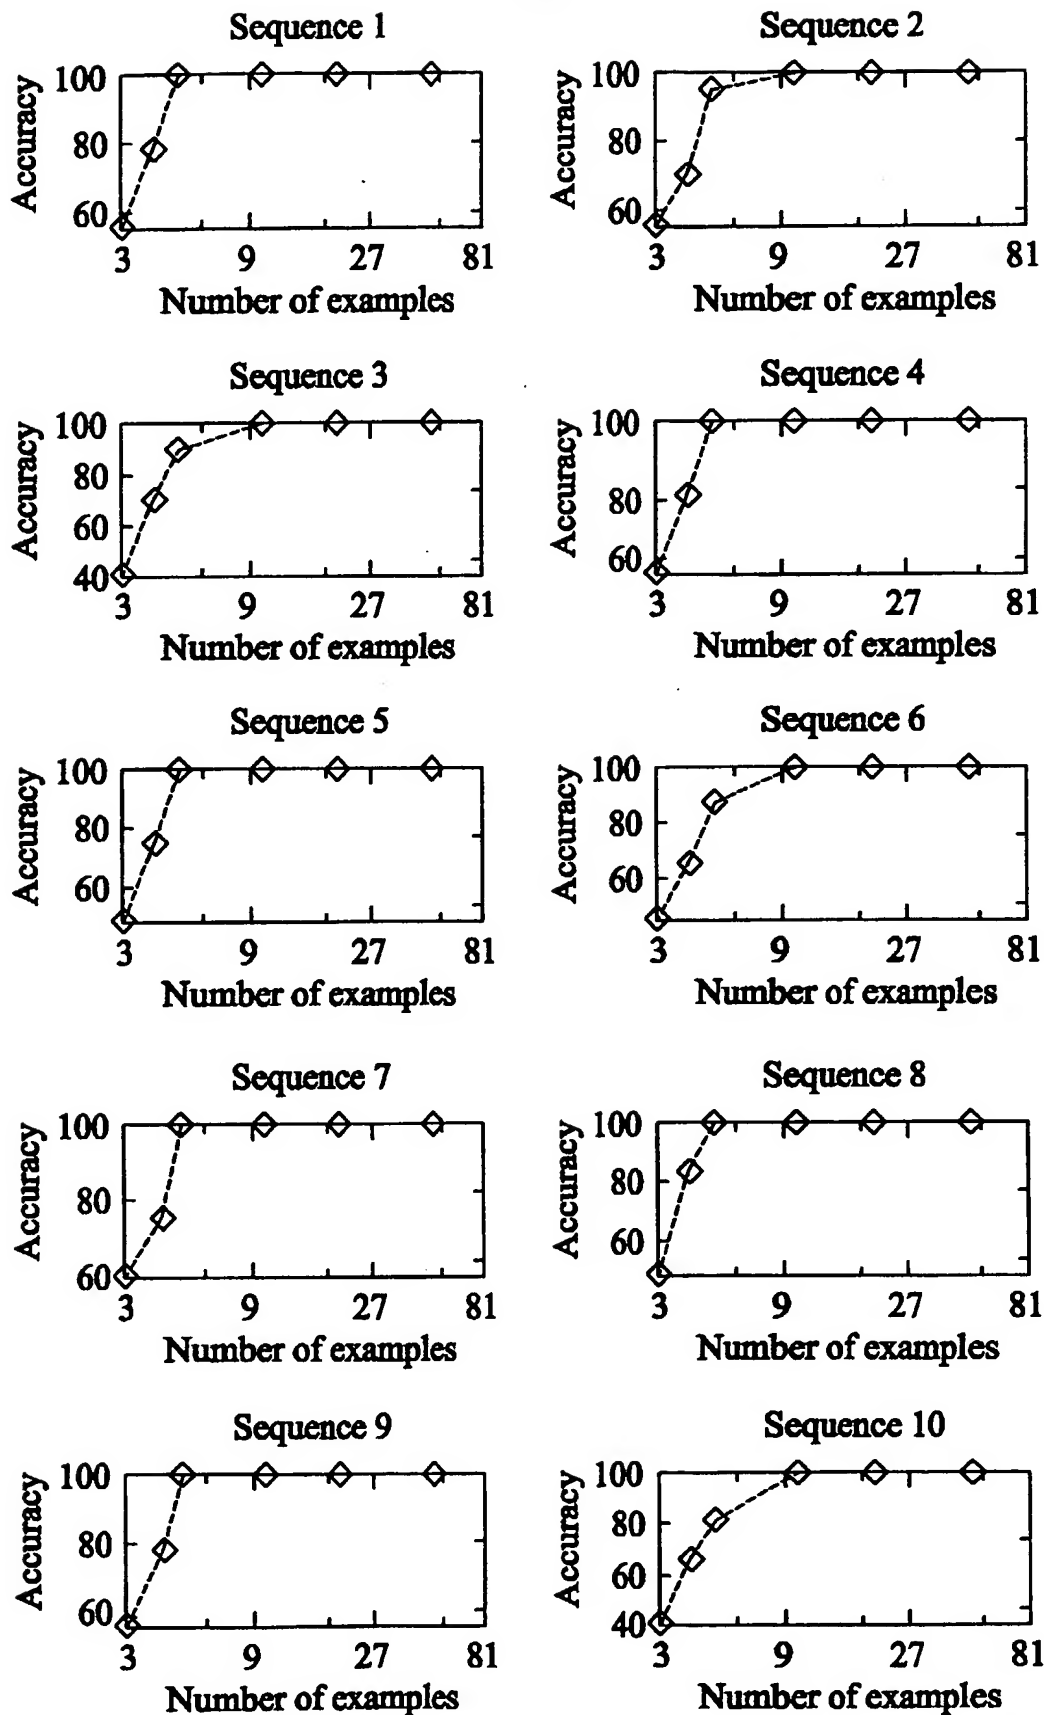 Sequence 1
Accuracy
100
80
60
3 9 27 81
Number of examples
Sequence 2
Accuracy
100
80
60
3 9 27 81
Number of examples
Sequence 3
Accuracy
100
80
60
40
3 9 27 81
Number of examples
Sequence 4
Accuracy
100
80
60
3 9 27 81
Number of examples
Sequence 5
Accuracy
100
80
60
3 9 27 81
Number of examples
Sequence 6
Accuracy
100
80
60
3 9 27 81
Number of examples
Sequence 7
Accuracy
100
80
60
3 9 27 81
Number of examples
Sequence 8
Accuracy
100
80
60
3 9 27 81
Number of examples
Sequence 9
Accuracy
100
80
60
3 9 27 81
Number of examples
Sequence 10
Accuracy
100
80
60
40
3 9 27 81
Number of examples